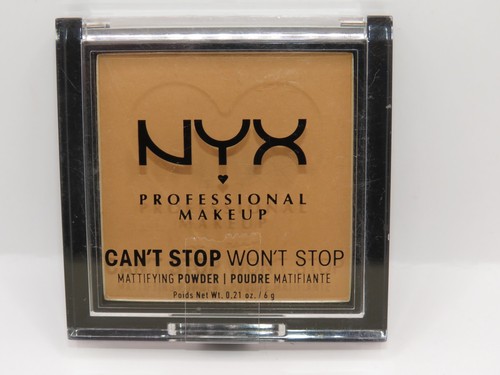 NYX
PROFESSIONAL
MAKEUP
CAN'T STOP WON'T STOP
MATTIFYING POWDER | POUDRE MATIFIANTE
Poids Net Wt. 0.21 oz. / 6 g